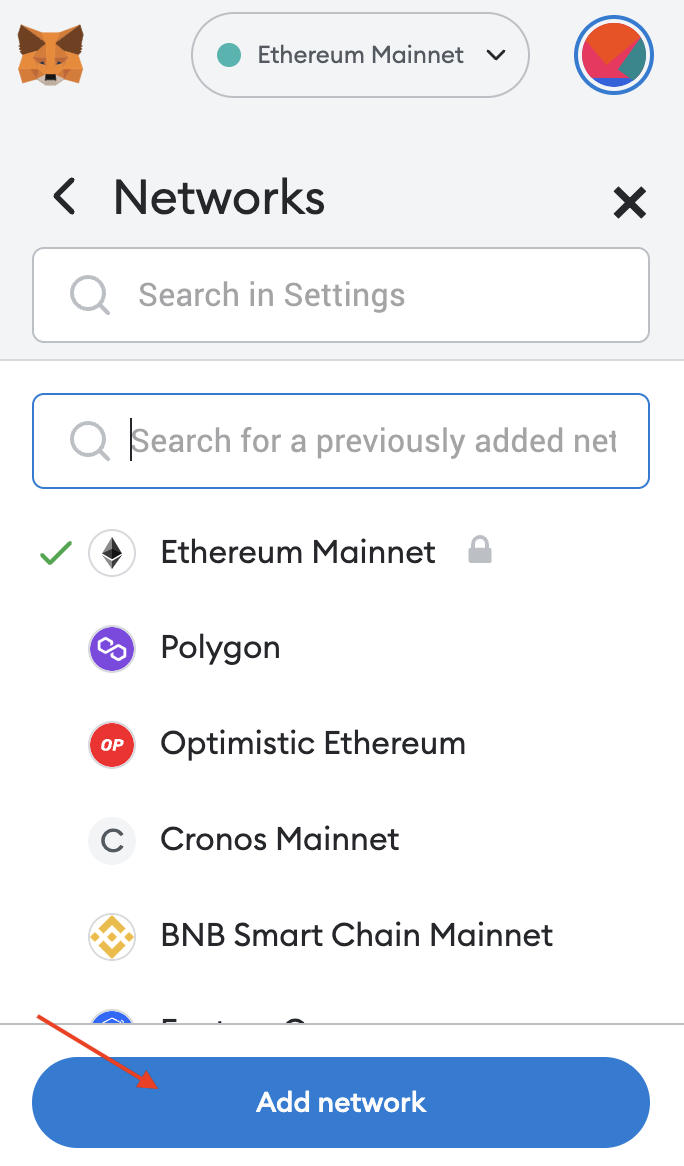 Ethereum Mainnet
Networks
Search in Settings
Search for a previously added net
Ethereum Mainnet
Polygon
OP
Optimistic Ethereum
C
Cronos Mainnet
BNB Smart Chain Mainnet
Add network